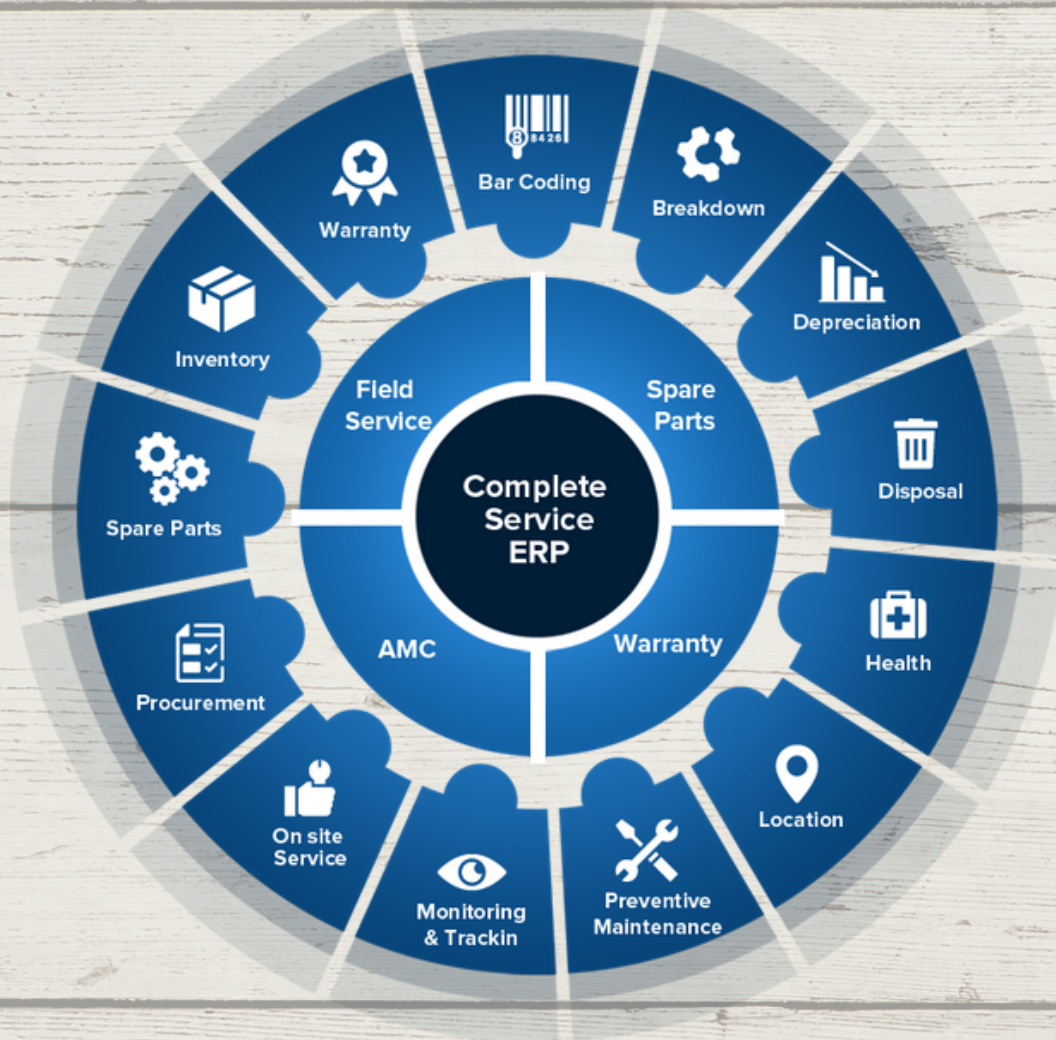 8 8426
Bar Coding
Breakdown
Depreciation
Disposal
Health
Location
Preventive
Maintenance
Monitoring
& Trackin
On site
Service
Procurement
Spare Parts
Inventory
Warranty
Field
Service
Spare
Parts
Warranty
AMC
Complete
Service
ERP